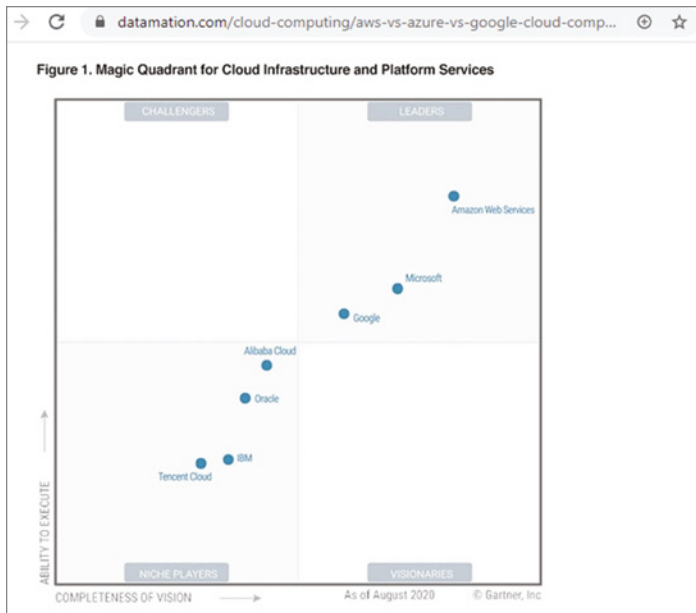 datamation.com/cloud-computing/aws-vs-azure-vs-google-cloud-comp...
Figure 1. Magic Quadrant for Cloud Infrastructure and Platform Services
CHALLENGERS
LEADERS
Amazon Web Services
Microsoft
Google
Alibaba Cloud
Oracle
IBM
Tencent Cloud
ABILITY TO EXECUTE
NICHE PLAYERS
VISIONARIES
COMPLETENESS OF VISION
As of August 2020
© Gartner, Inc